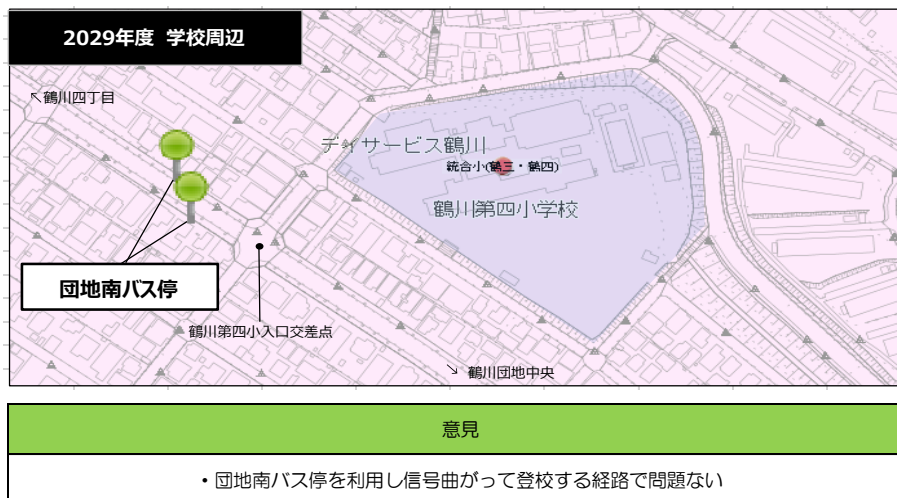 2029年度 学校周辺
↖鶴川四丁目
デイサービス鶴川
統合小(鶴三・鶴四)
鶴川第四小学校
団地南バス停
鶴川第四小入口交差点
↘ 鶴川団地中央
意見
・団地南バス停を利用し信号曲がって登校する経路で問題ない